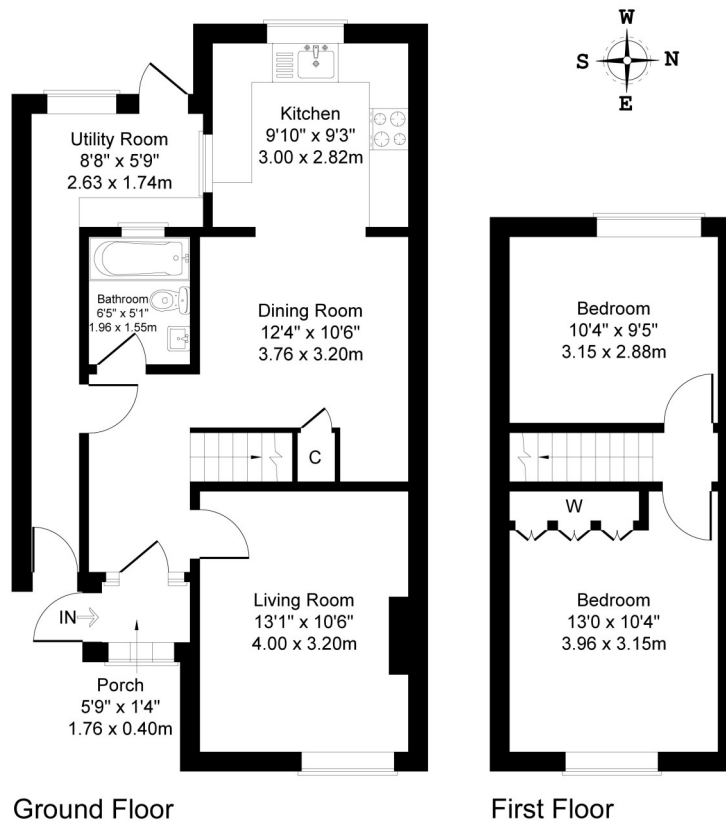 W
S
N
E
Kitchen
9'10" x 9'3"
3.00 x 2.82m
Utility Room
8'8" x 5'9"
2.63 x 1.74m
Bathroom
6'5" x 5'1"
1.96 x 1.55m
Dining Room
12'4" x 10'6"
3.76 x 3.20m
C
Living Room
13'1" x 10'6"
4.00 x 3.20m
IN
Porch
5'9" x 1'4"
1.76 x 0.40m
Ground Floor
Bedroom
10'4" x 9'5"
3.15 x 2.88m
W
Bedroom
13'0 x 10'4"
3.96 x 3.15m
First Floor